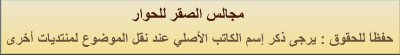 مجالس الصقر للحوار
حفظاً للحقوق : يرجى ذكر إسم الكاتب الأصلي عند نقل الموضوع لمنتديات أخرى